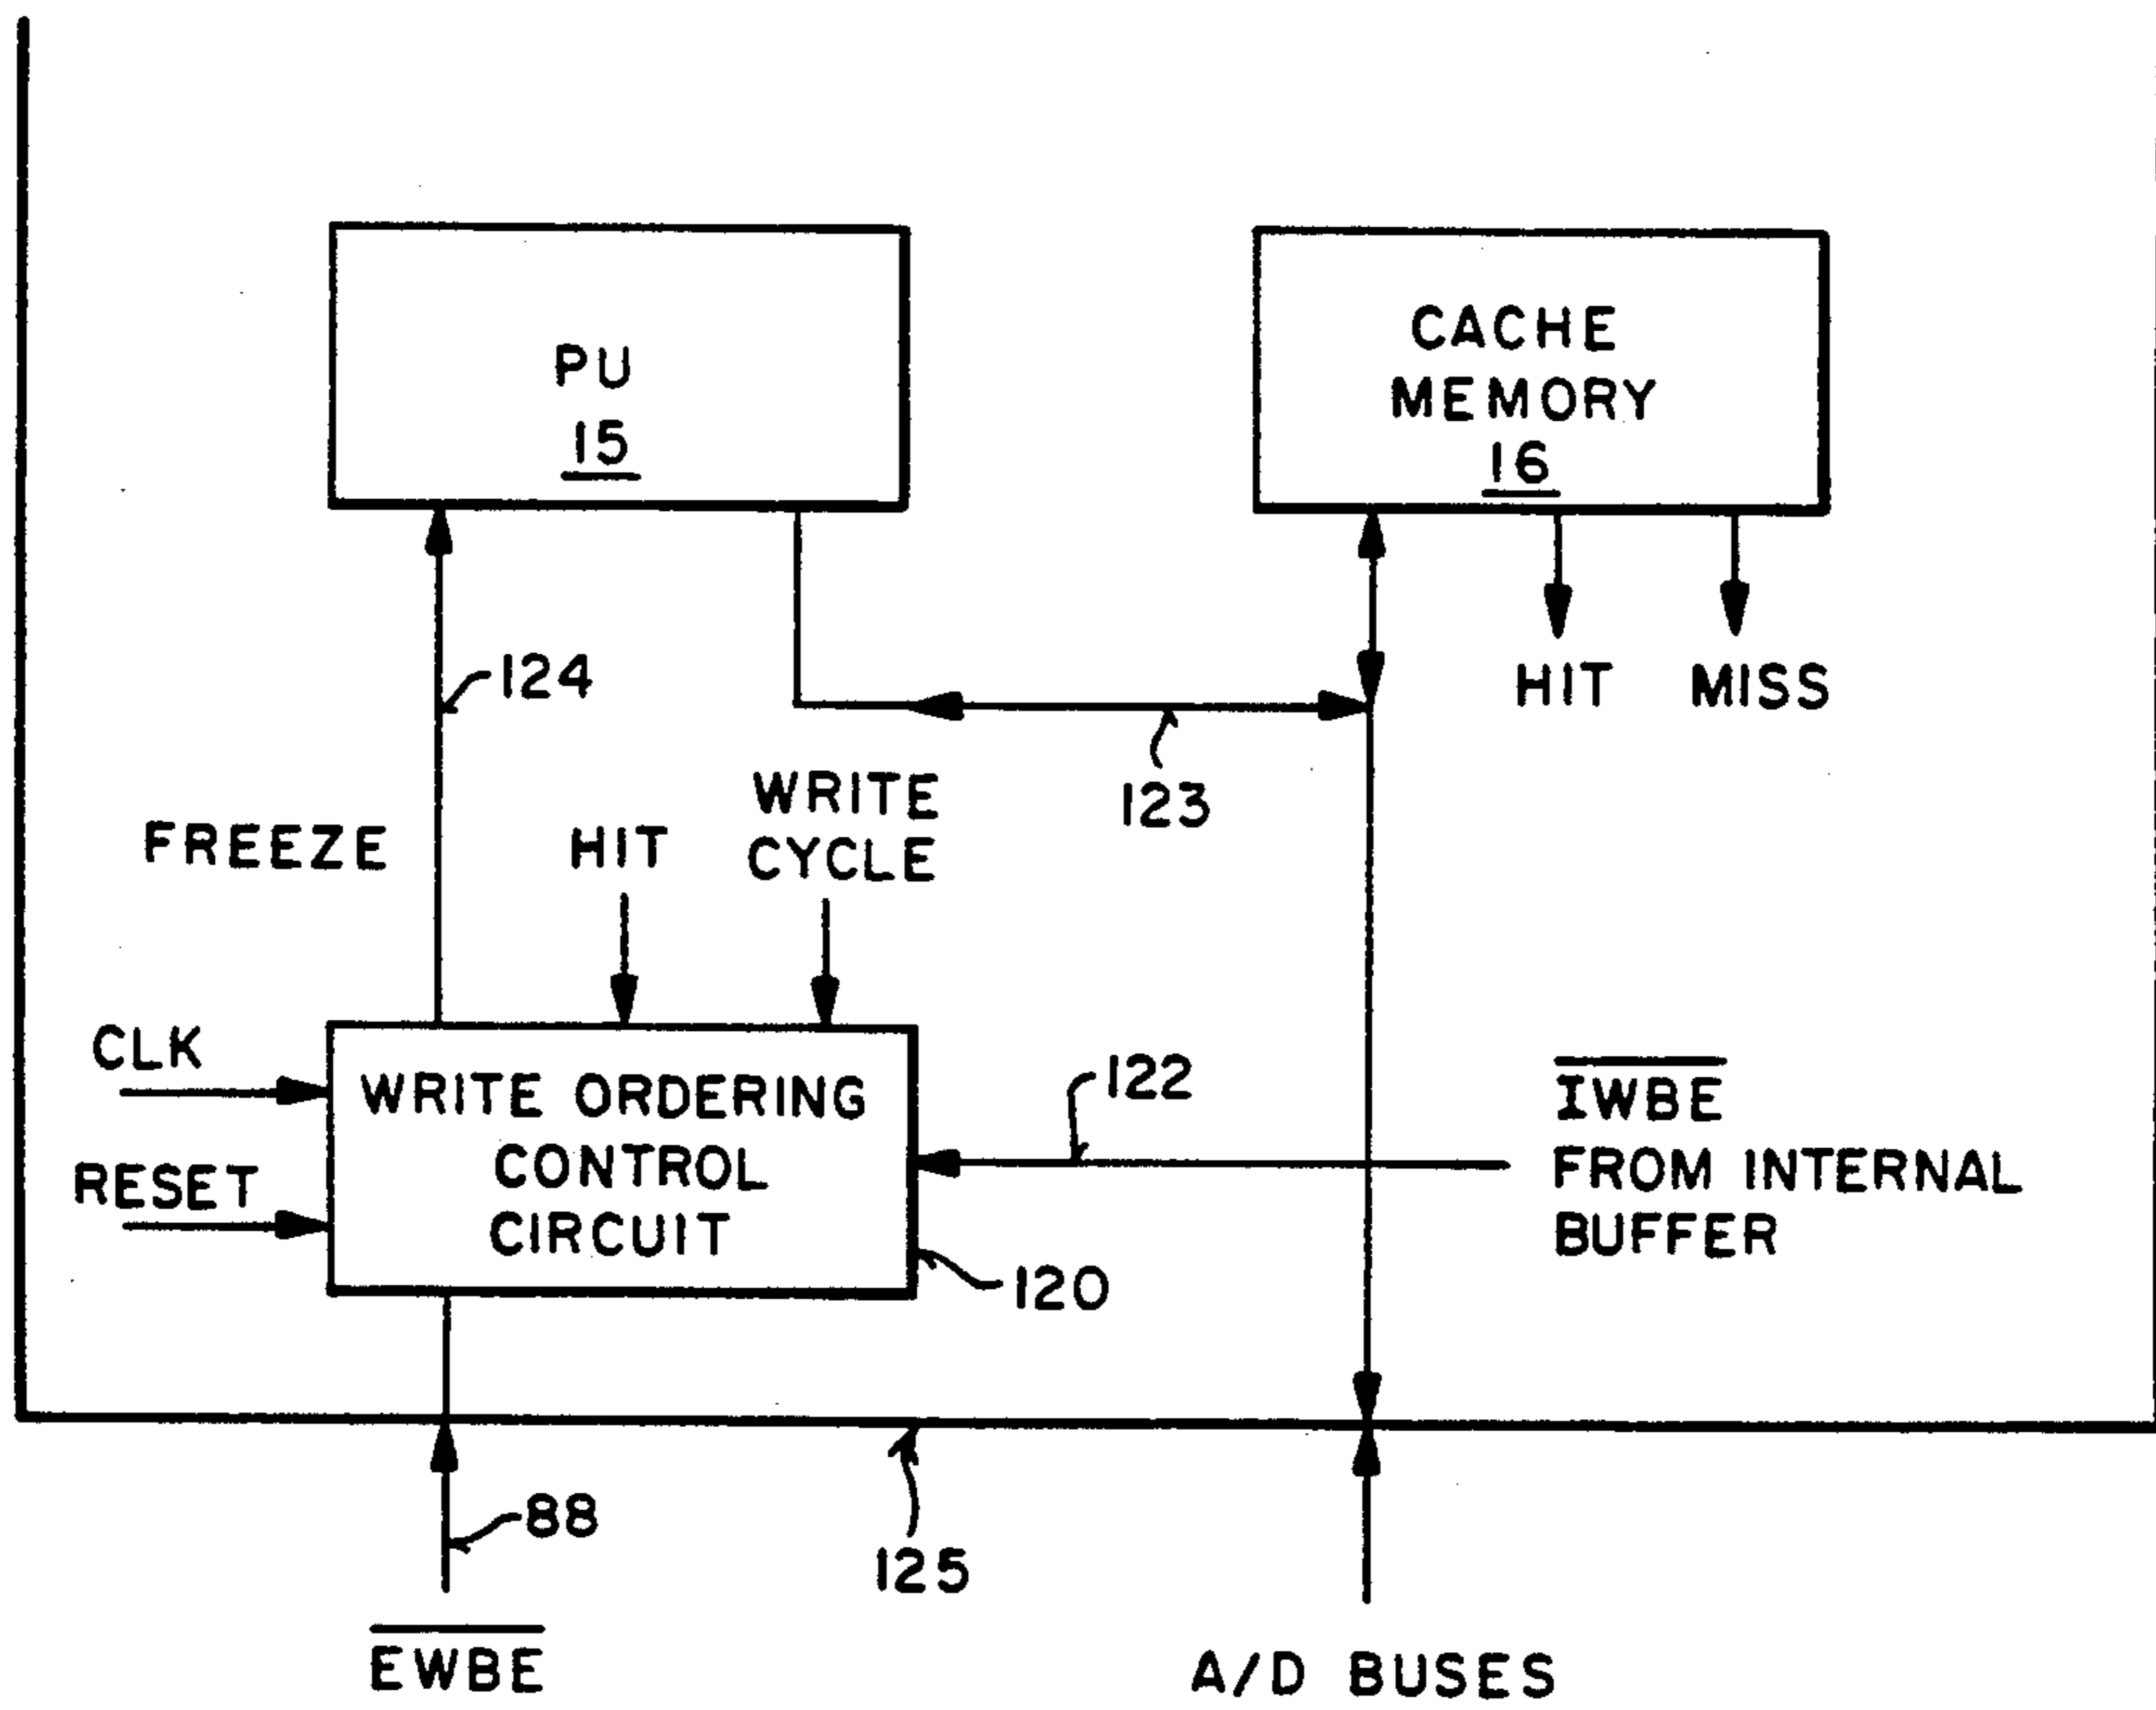 PU
15
CACHE
MEMORY
16
HIT MISS
124
123
FREEZE
HIT
WRITE
CYCLE
CLK
RESET
WRITE ORDERING
CONTROL
CIRCUIT
122
120
IWBE
FROM INTERNAL
BUFFER
88
125
EWBE
A/D BUSES